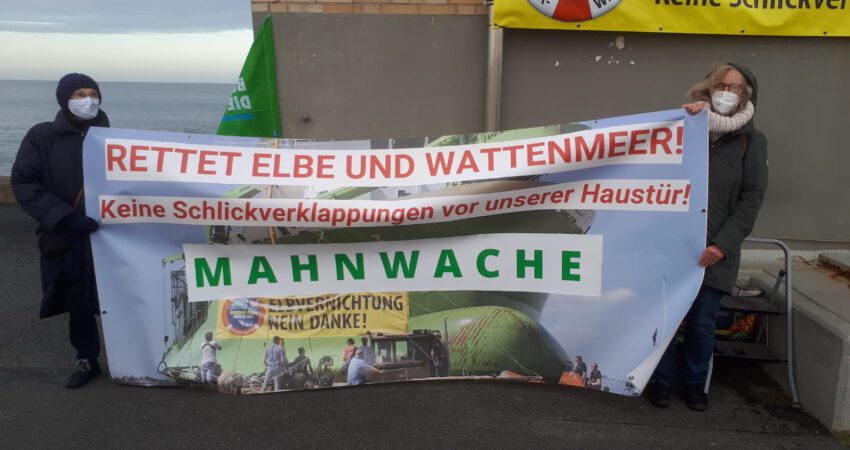 Keine Schlickver
RETTET ELBE UND WATTENMEER!
Keine Schlickverklappungen vor unserer Haustür!
MAHNWACHE
ELBVERNICHTUNG
NEIN DANKE!